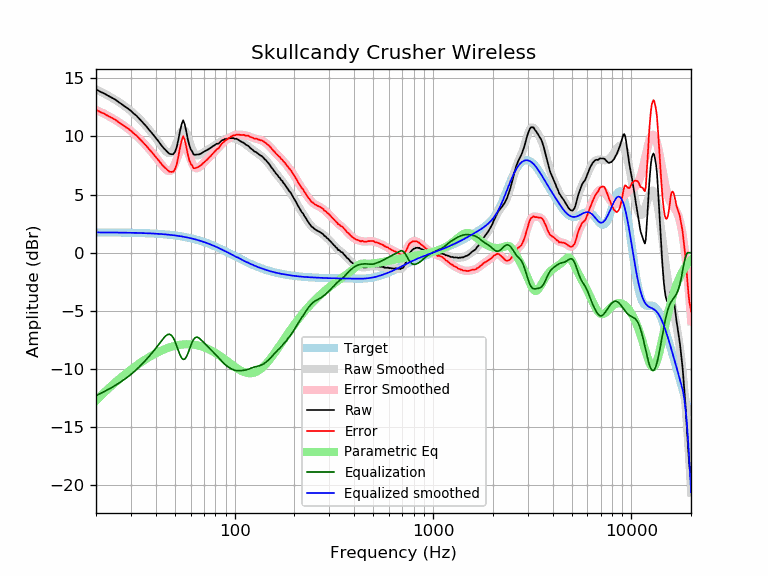 Skullcandy Crusher Wireless
15
10
5
0
−5
−10
−15
−20
Amplitude (dBr)
Target
Raw Smoothed
Error Smoothed
Raw
Error
Parametric Eq
Equalization
Equalized smoothed
100
1000
10000
Frequency (Hz)